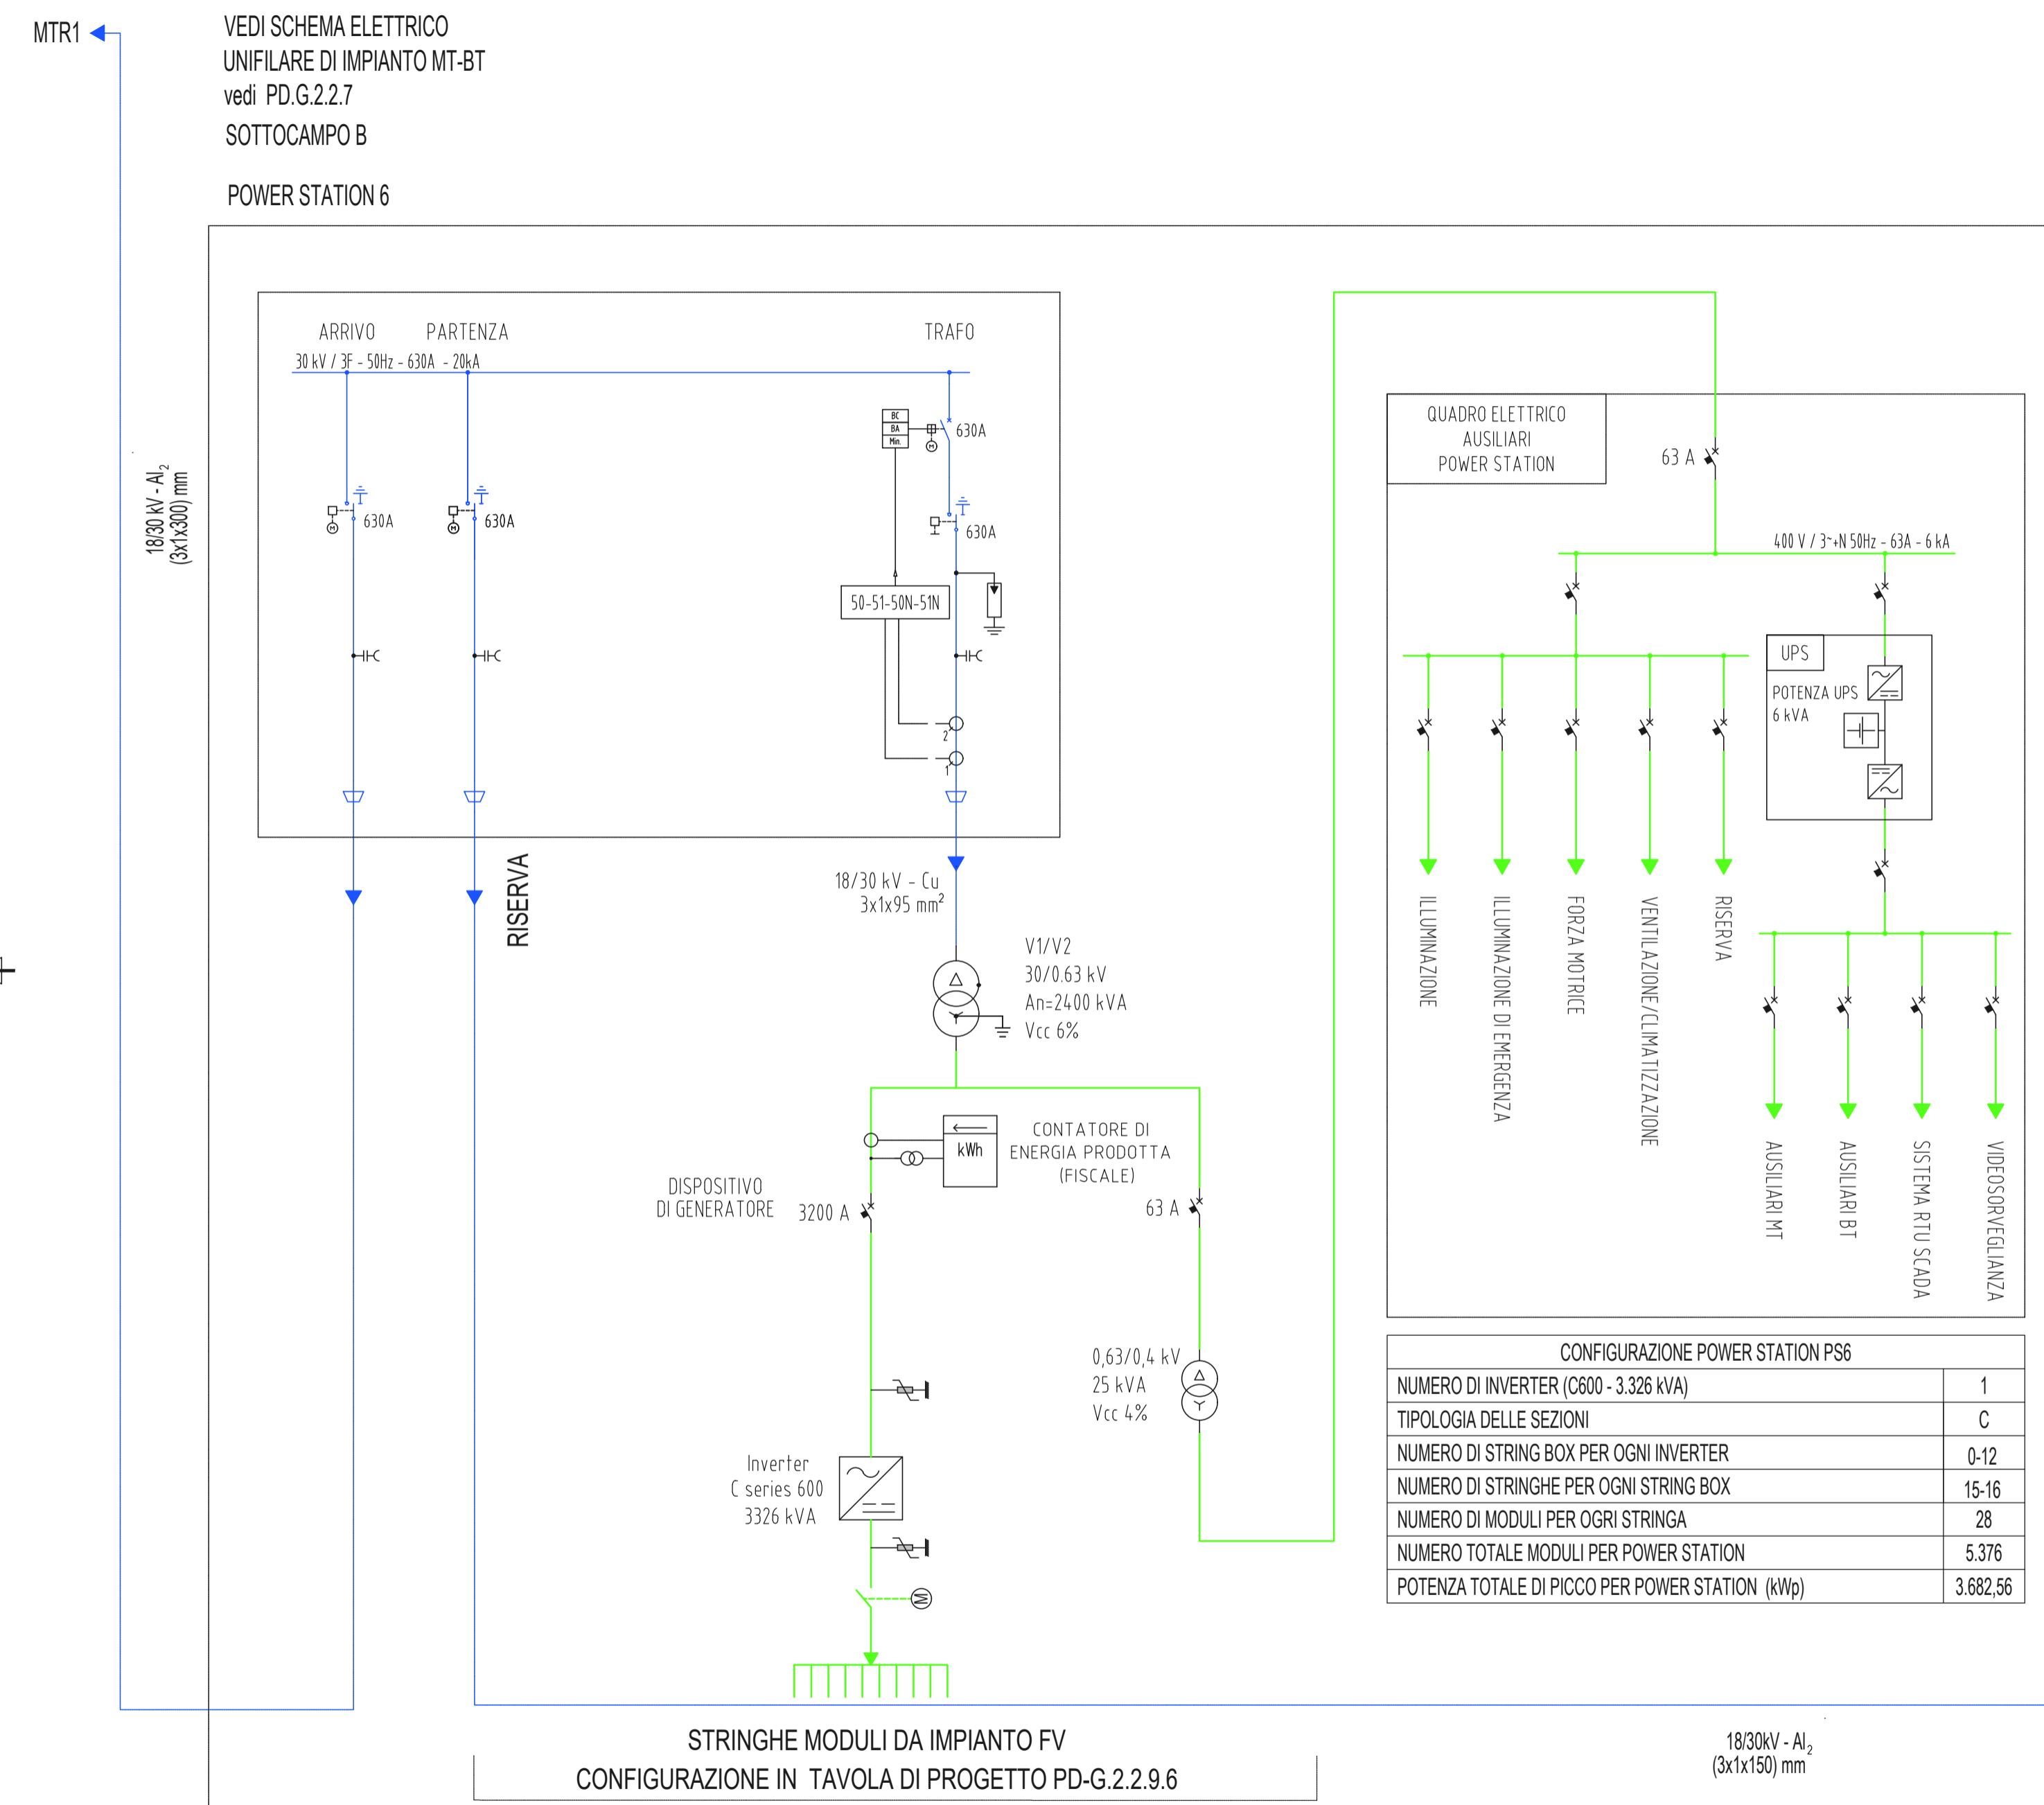 MTR1
VEDI SCHEMA ELETTRICO
UNIFILARE DI IMPIANTO MT-BT
vedi PD.G.2.2.7
SOTTOCAMPO B
POWER STATION 6
18/30 kV - Al
(3x1x300) mm2
ARRIVO
PARTENZA
TRAFO
30 kV / 3F - 50Hz - 630A - 20kA
BC
BA
Min.
M
630A
M
630A
M
630A
630A
50-51-50N-51N
2
1
RISERVA
18/30 kV - Cu
3x1x95 mm2
V1/V2
30/0.63 kV
An=2400 kVA
Vcc 6%
kWh
CONTATORE DI
ENERGIA PRODOTTA
(FISCALE)
DISPOSITIVO
DI GENERATORE
3200 A
63 A
0,63/0,4 kV
25 kVA
Vcc 4%
Inverter
C series 600
3326 kVA
M
STRINGHE MODULI DA IMPIANTO FV
CONFIGURAZIONE IN TAVOLA DI PROGETTO PD-G.2.2.9.6
QUADRO ELETTRICO
AUSILIARI
POWER STATION
63 A
400 V / 3~+N 50Hz - 63A - 6 kA
UPS
POTENZA UPS
6 kVA
ILLUMINAZIONE
ILLUMINAZIONE DI EMERGENZA
FORZA MOTRICE
VENTILAZIONE/CLIMATIZZAZIONE
RISERVA
AUSILIARI MT
AUSILIARI BT
SISTEMA RTU SCADA
VIDEOSORVEGLIANZA
CONFIGURAZIONE POWER STATION PS6
NUMERO DI INVERTER (C600 - 3.326 kVA) 1
TIPOLOGIA DELLE SEZIONI C
NUMERO DI STRING BOX PER OGNI INVERTER 0-12
NUMERO DI STRINGHE PER OGNI STRING BOX 15-16
NUMERO DI MODULI PER OGRI STRINGA 28
NUMERO TOTALE MODULI PER POWER STATION 5.376
POTENZA TOTALE DI PICCO PER POWER STATION (kWp) 3.682,56
18/30kV - Al2
(3x1x150) mm